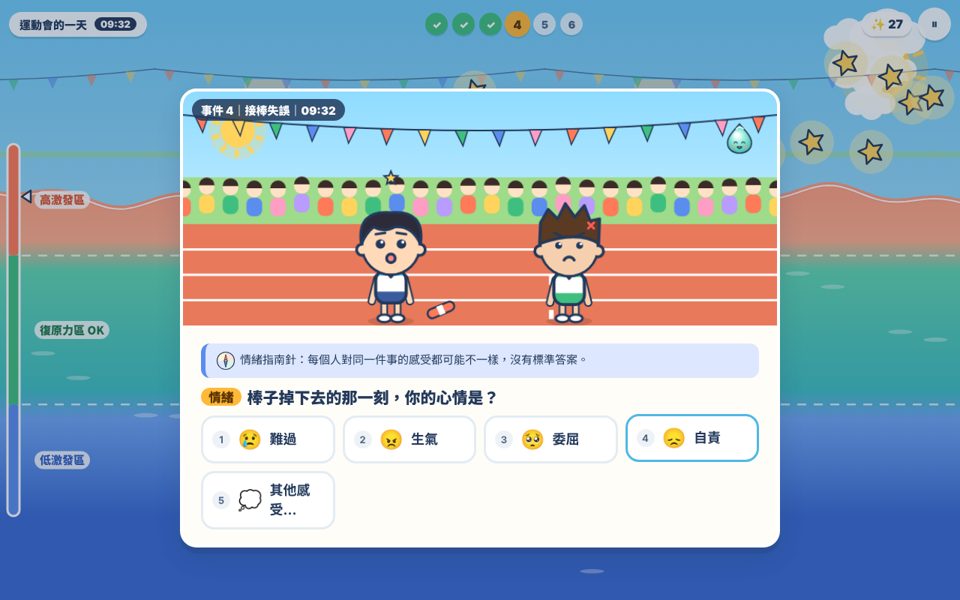 運動會的一天 09:32
4 5 6
✨ 27
事件 4｜接棒失誤｜09:32
高激發區
復原力區 OK
低激發區
情緒指南針：每個人對同一件事的感受都可能不一樣，沒有標準答案。
情緒 棒子掉下去的那一刻，你的心情是？
1 難過
2 生氣
3 委屈
4 自責
5 其他感
受...